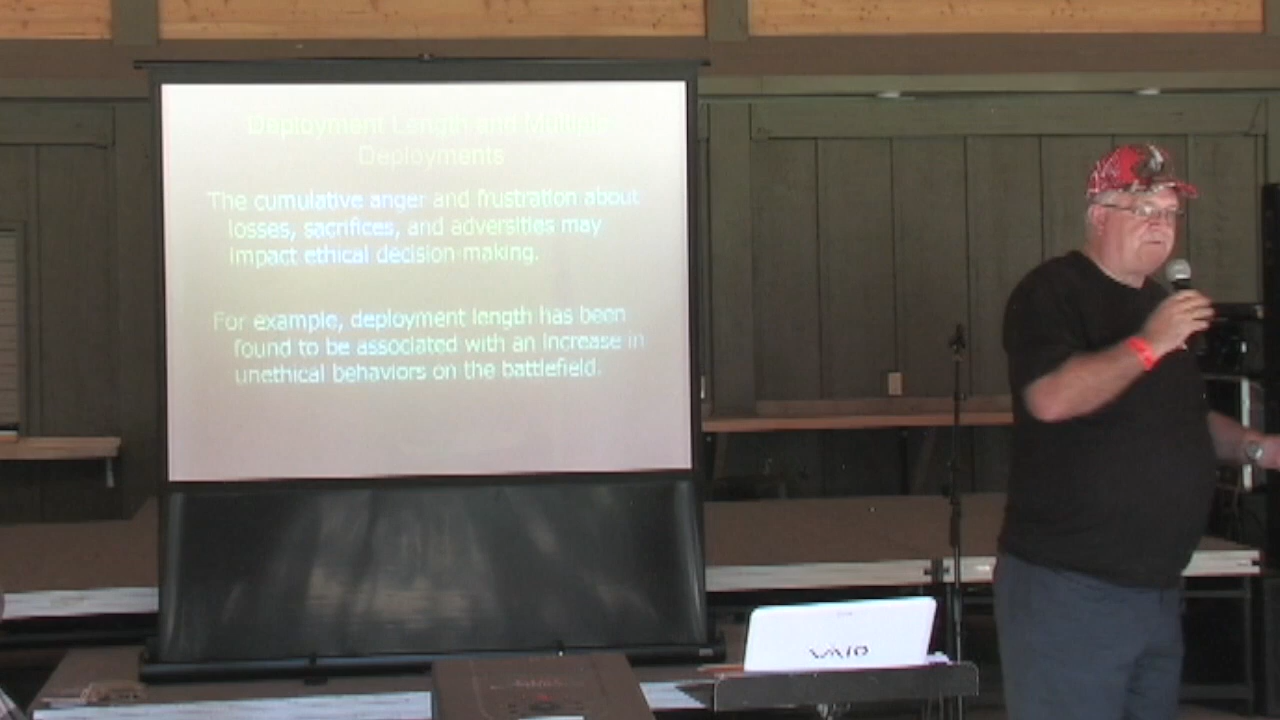 Deployment Length and Multiple
Deployments
The cumulative anger and frustration about
losses, sacrifices, and adversities may
impact ethical decision-making.
For example, deployment length has been
found to be associated with an increase in
unethical behaviors on the battlefield.
VAIO